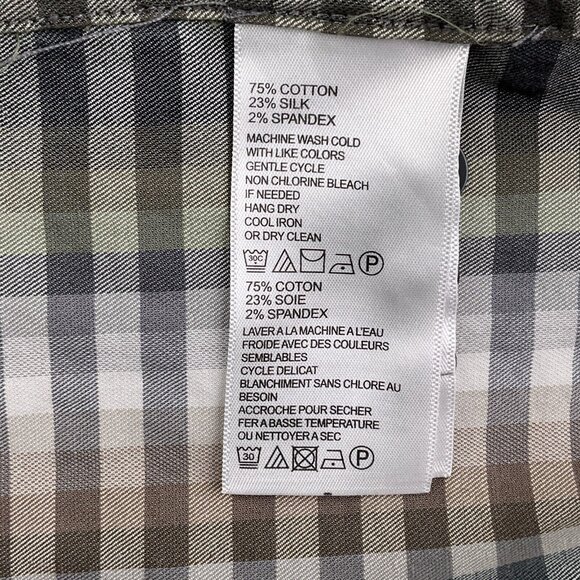 75% COTTON
23% SILK
2% SPANDEX
MACHINE WASH COLD
WITH LIKE COLORS
GENTLE CYCLE
NON CHLORINE BLEACH
IF NEEDED
HANG DRY
COOL IRON
OR DRY CLEAN
30C P
75% COTON
23% SOIE
2% SPANDEX
LAVER A LA MACHINE A L'EAU
FROIDE AVEC DES COULEURS
SEMBLABLES
CYCLE DELICAT
BLANCHIMENT SANS CHLORE AU
BESOIN
ACCROCHE POUR SECHER
FER A BASSE TEMPERATURE
OU NETTOYER A SEC
30 P